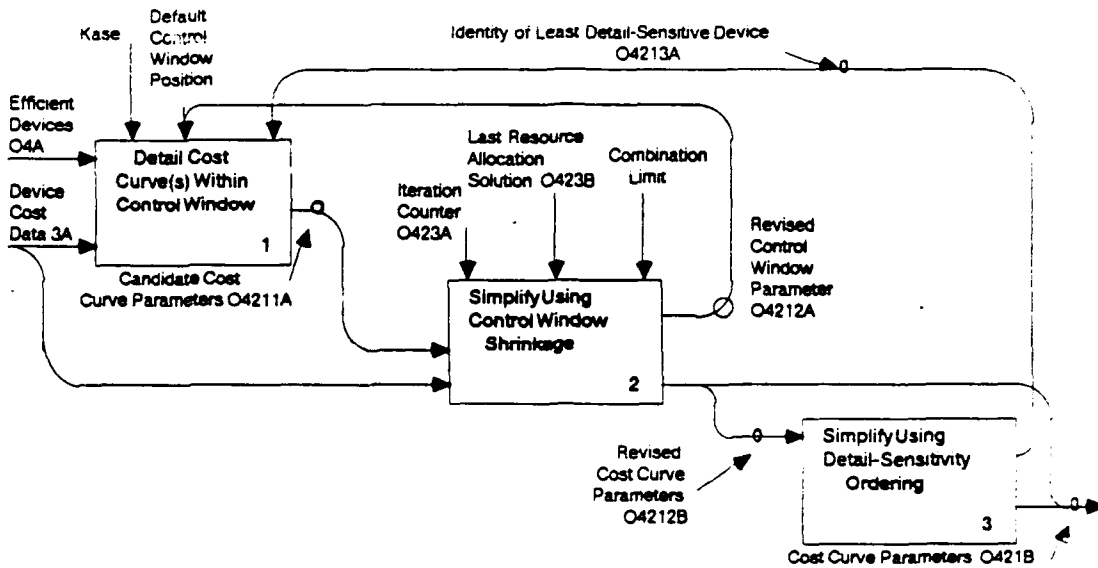 Kase
Default
Control
Window
Position
Identity of Least Detail-Sensitive Device
O4213A
Efficient
Devices
O4A
Device
Cost
Data 3A
Detail Cost
Curve(s) Within
Control Window
1
Candidate Cost
Curve Parameters O4211A
Iteration
Counter
O423A
Last Resource
Allocation
Solution O423B
Combination
Limit
Revised
Control
Window
Parameter
O4212A
Simplify Using
Control Window
Shrinkage
2
Revised
Cost Curve
Parameters
O4212B
Simplify Using
Detail-Sensitivity
Ordering
3
Cost Curve Parameters O421B